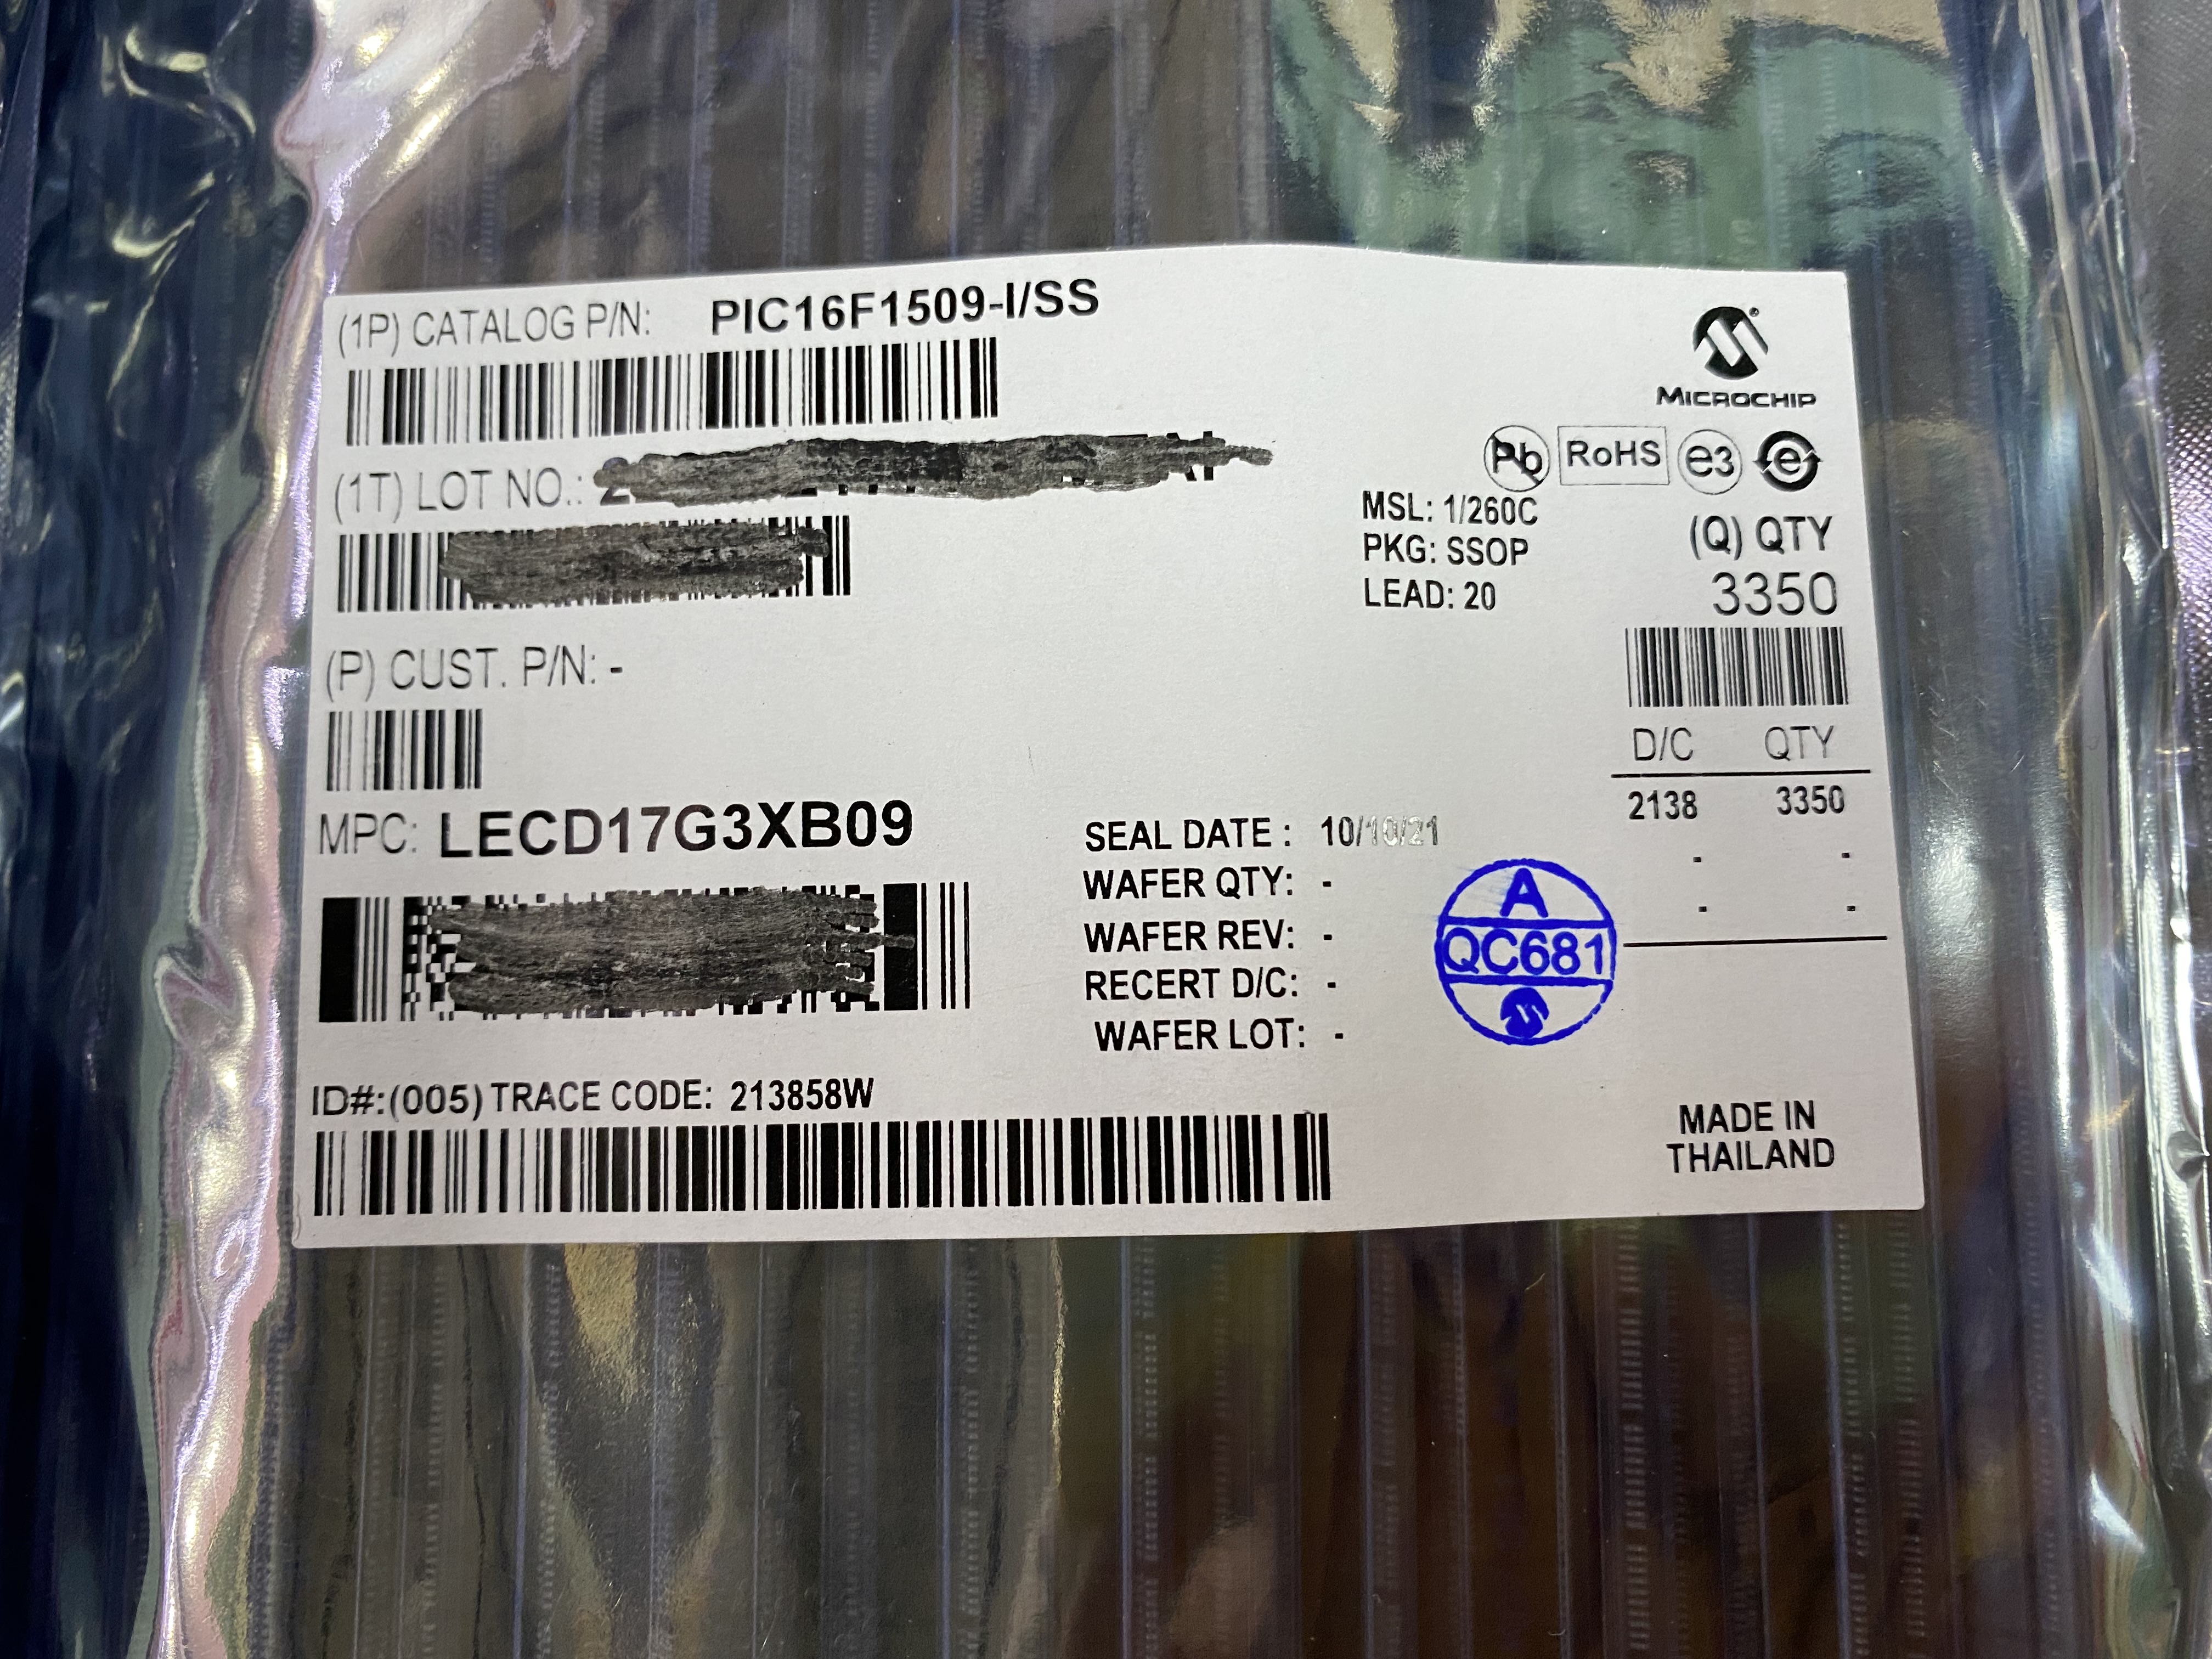 (1P) CATALOG P/N: PIC16F1509-I/SS
MICROCHIP
(1T) LOT NO.:
Pb RoHS e3 e
MSL: 1/260C
PKG: SSOP
LEAD: 20
(Q) QTY
3350
(P) CUST. P/N: -
D/C QTY
2138 3350
- -
- -
MPC: LECD17G3XB09
SEAL DATE : 10/10/21
WAFER QTY: -
WAFER REV: -
RECERT D/C: -
WAFER LOT: -
A
QC681
ID#:(005) TRACE CODE: 213858W
MADE IN
THAILAND